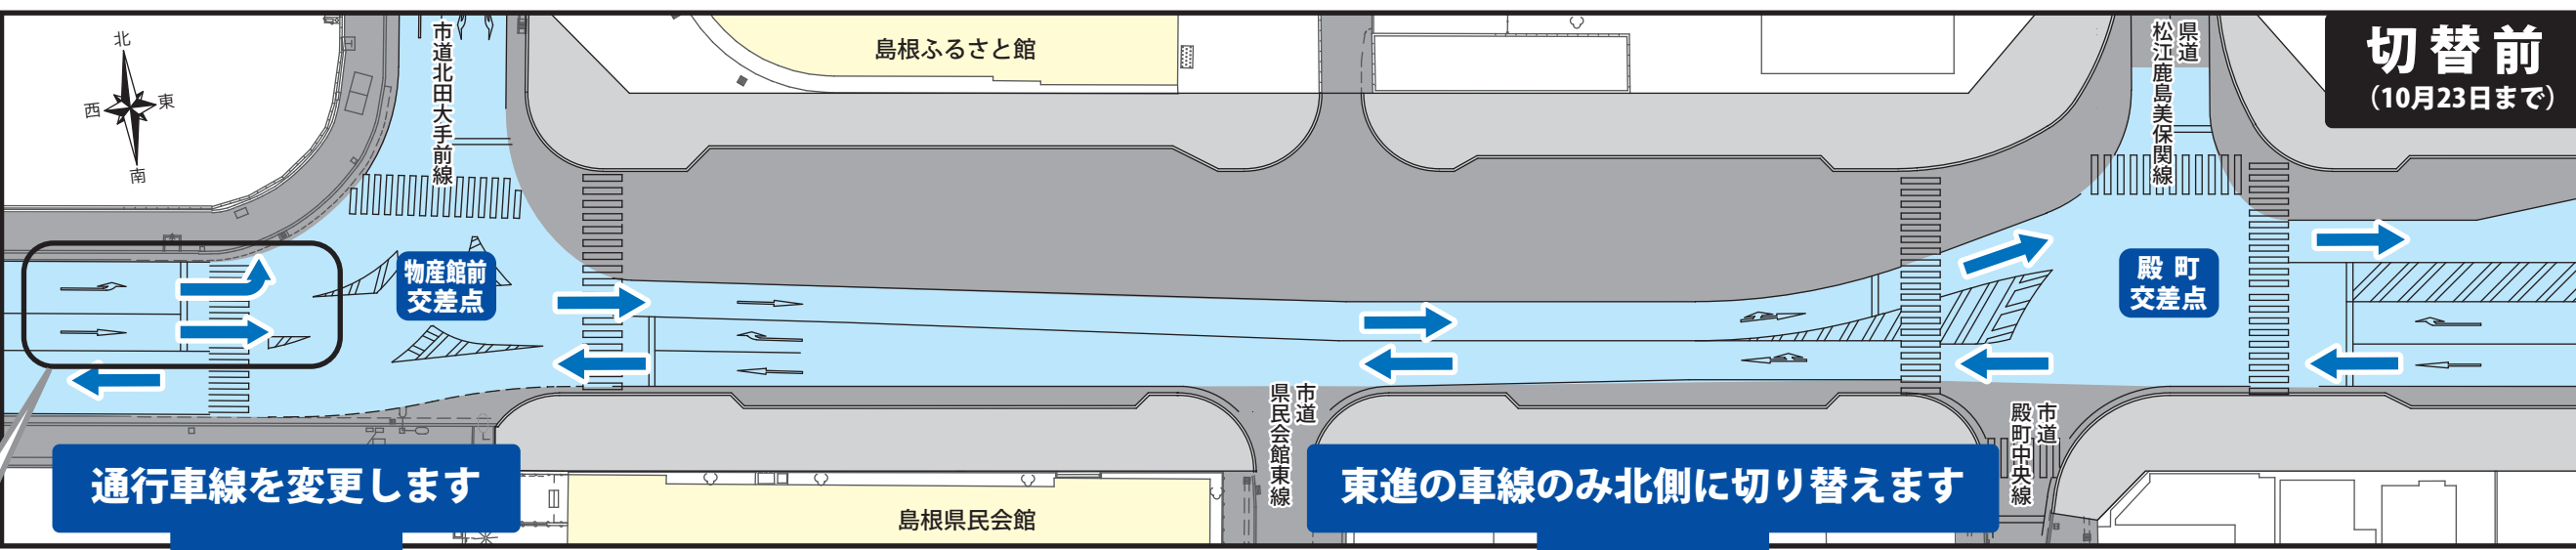 切替前
（10月23日まで）
北
西
東
南
市道北田大手前線
島根ふるさと館
県道
松江鹿島美保関線
物産館前
交差点
殿町
交差点
市道
県民会館東線
市道
殿町中央線
通行車線を変更します
東進の車線のみ北側に切り替えます
島根県民会館